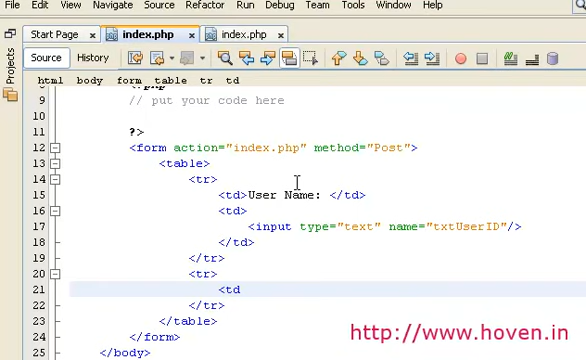 Edit View Navigate Source Refactor Run Debug Profile Team Tools Window Help
Start Page index.php index.php
Projects
Source History
html body form table tr td
9 // put your code here
10
11 ?>
12 <form action="index.php" method="Post">
13 <table>
14 <tr>
15 <td>User Name: </td>
16 <td>
17 <input type="text" name="txtUserID"/>
18 </td>
19 </tr>
20 <tr>
21 <td
22 </tr>
23 </table>
24 </form>
25 </body>
http://www.hoven.in